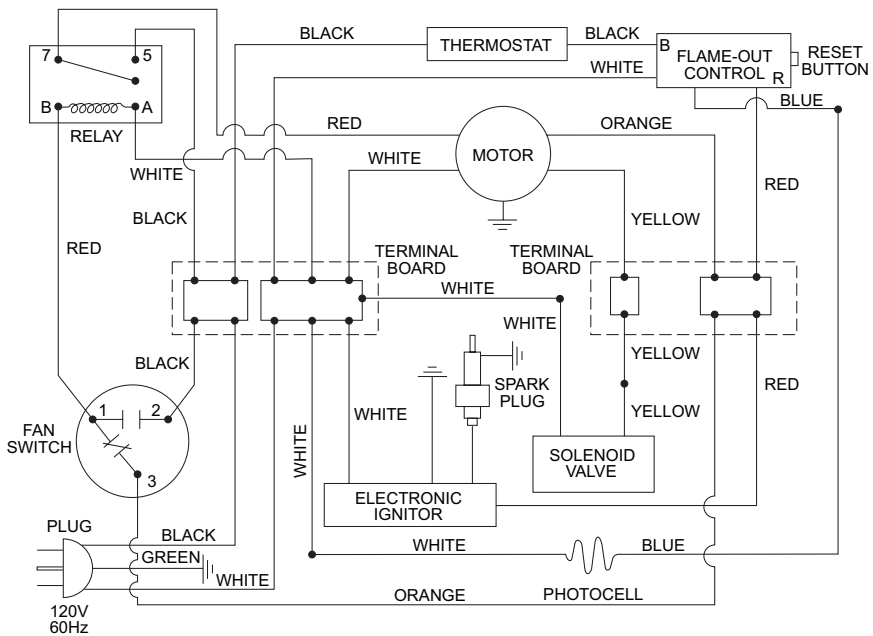 BLACK
THERMOSTAT
BLACK
B
FLAME-OUT
CONTROL
R
RESET
BUTTON
WHITE
BLUE
7
5
B
A
RELAY
RED
MOTOR
ORANGE
WHITE
WHITE
RED
BLACK
YELLOW
RED
TERMINAL
BOARD
TERMINAL
BOARD
WHITE
WHITE
YELLOW
BLACK
SPARK
PLUG
RED
WHITE
YELLOW
FAN
SWITCH
1
2
3
WHITE
SOLENOID
VALVE
ELECTRONIC
IGNITOR
PLUG
BLACK
GREEN
WHITE
WHITE
BLUE
ORANGE
PHOTOCELL
120V
60Hz